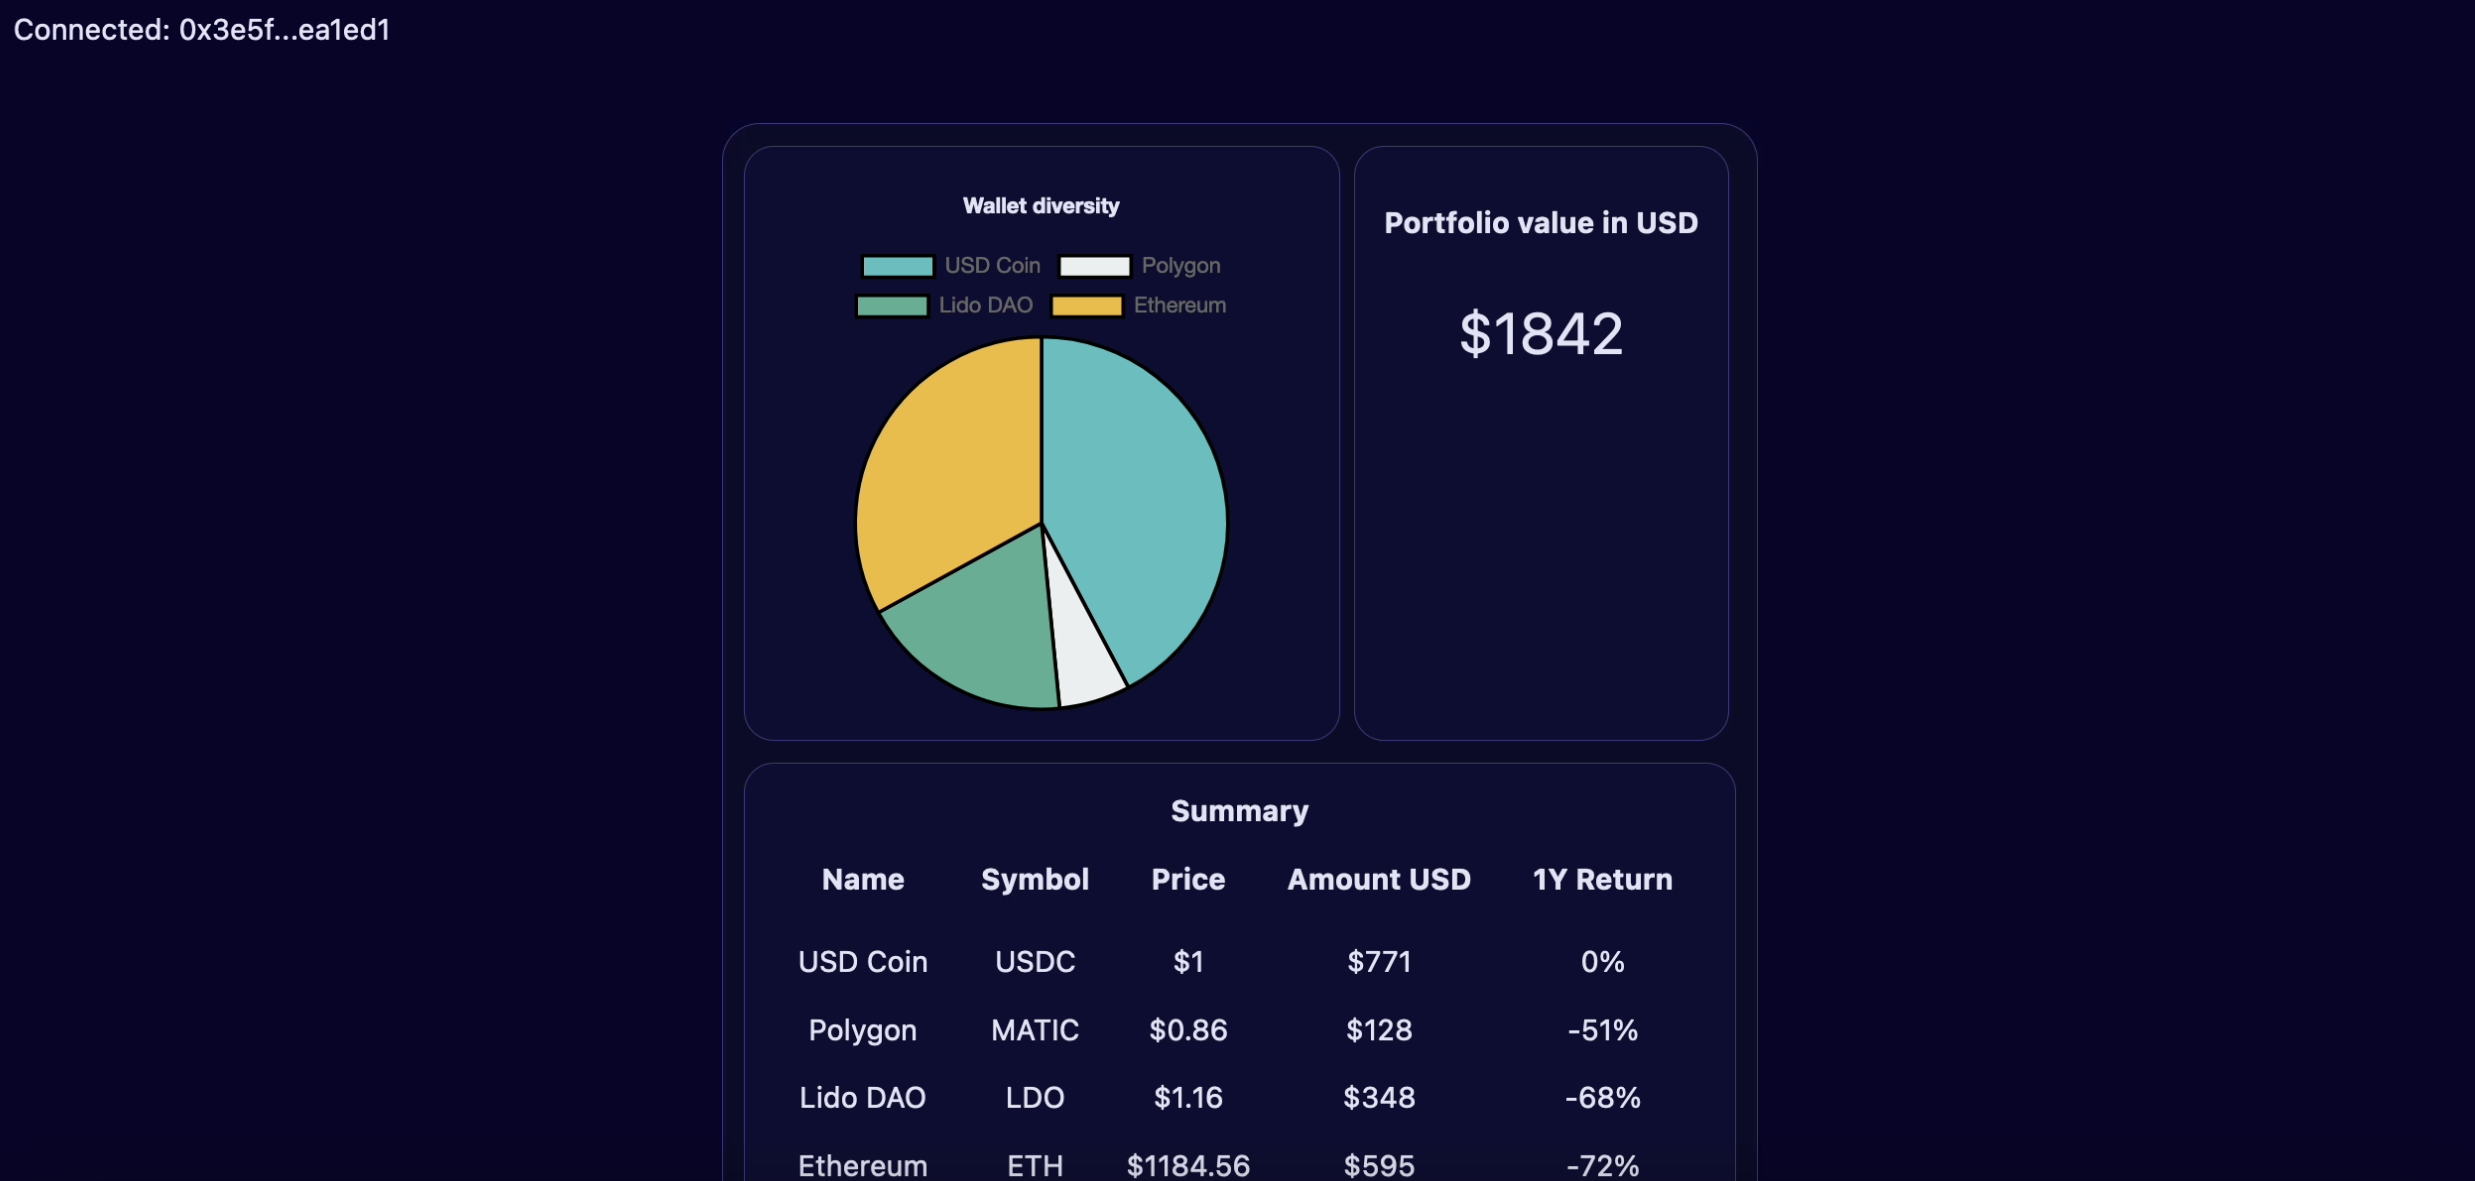 Connected: 0x3e5f...ea1ed1
Wallet diversity
USD Coin Polygon
Lido DAO Ethereum
Portfolio value in USD
$1842
Summary
Name Symbol Price Amount USD 1Y Return
USD Coin USDC $1 $771 0%
Polygon MATIC $0.86 $128 -51%
Lido DAO LDO $1.16 $348 -68%
Ethereum ETH $1184.56 $595 -72%